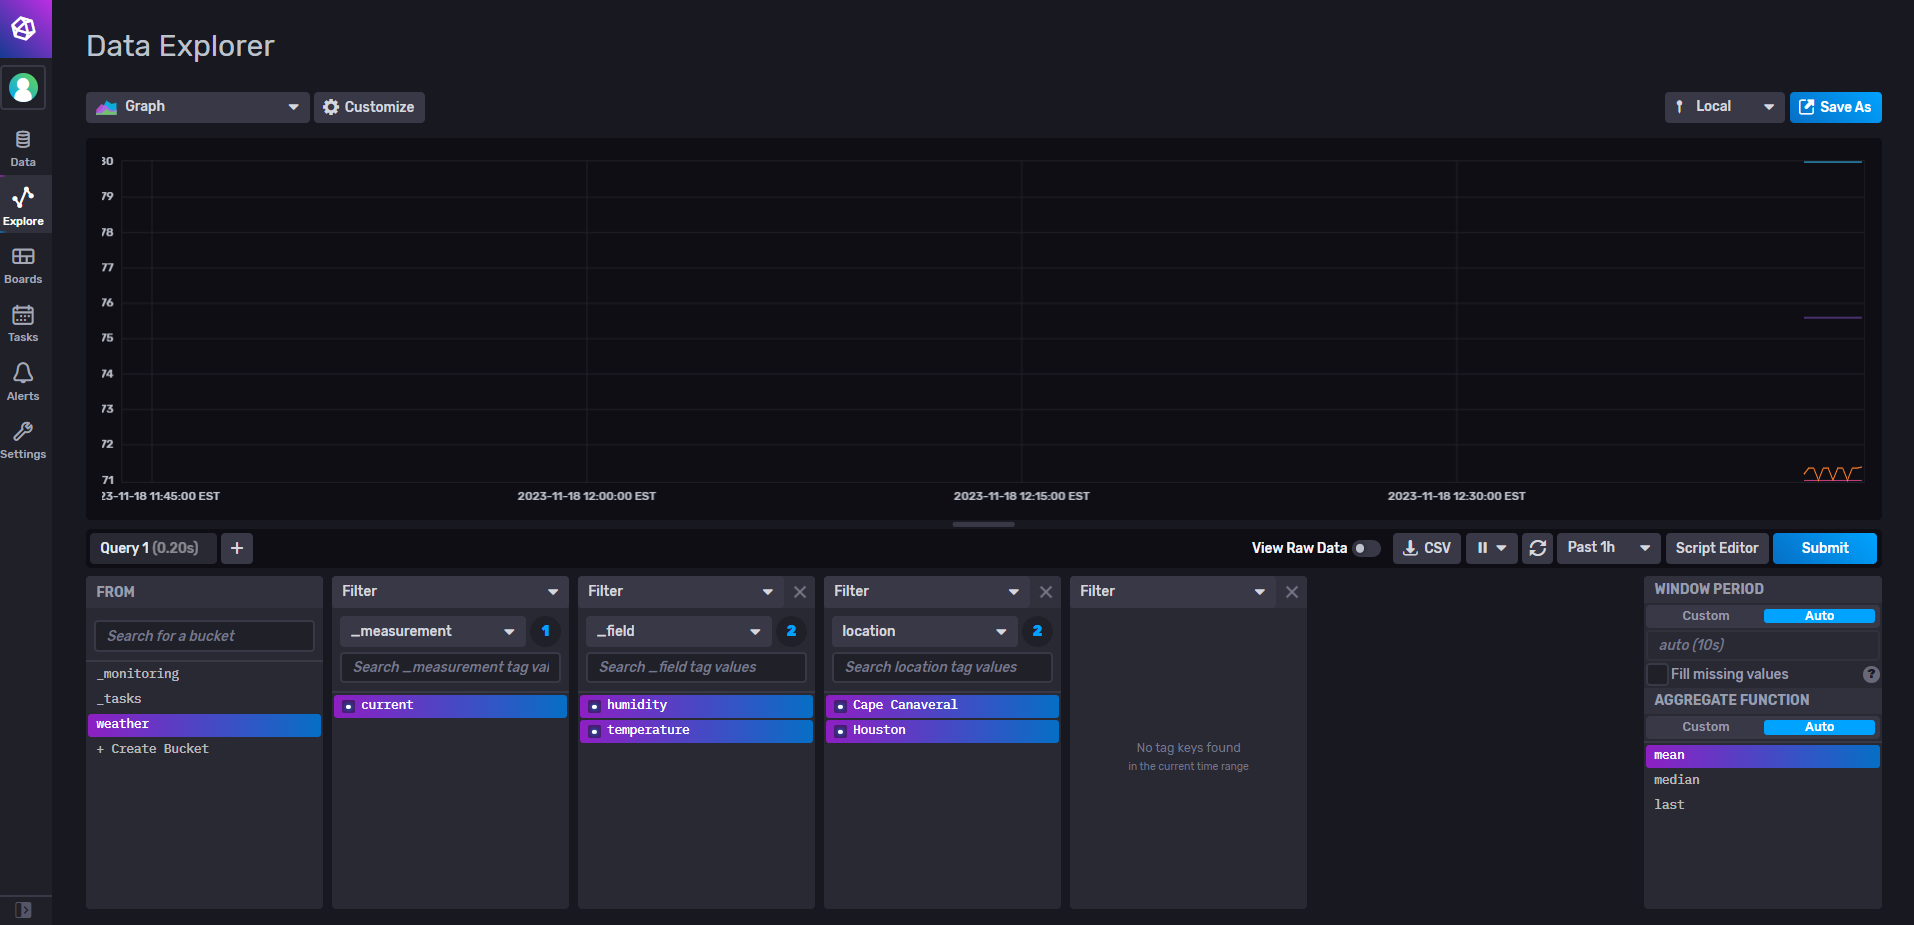 Data Explorer
Graph
Customize
Local
Save As
Data
Explore
Boards
Tasks
Alerts
Settings
80
79
78
77
76
75
74
73
72
71
23-11-18 11:45:00 EST
2023-11-18 12:00:00 EST
2023-11-18 12:15:00 EST
2023-11-18 12:30:00 EST
Query 1 (0.20s)
+
View Raw Data
CSV
Past 1h
Script Editor
Submit
FROM
Search for a bucket
_monitoring
_tasks
weather
+ Create Bucket
Filter
_measurement
1
Search _measurement tag val
current
Filter
_field
2
Search _field tag values
humidity
temperature
Filter
location
2
Search location tag values
Cape Canaveral
Houston
Filter
No tag keys found
in the current time range
WINDOW PERIOD
Custom
Auto
auto (10s)
Fill missing values
?
AGGREGATE FUNCTION
Custom
Auto
mean
median
last